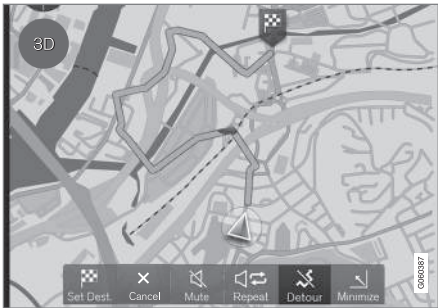 3D
Set Dest.
Cancel
Mute
Repeat
Detour
Minimize
G060387